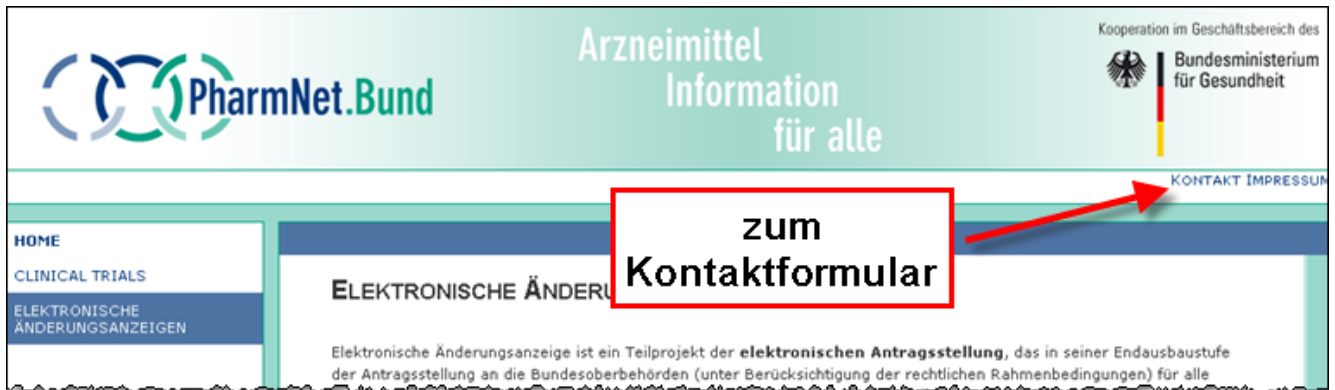 PharmNet.Bund
Arzneimittel
Information
für alle
Kooperation im Geschäftsbereich des
Bundesministerium
für Gesundheit
KONTAKT IMPRESSUM
zum
Kontaktformular
HOME
CLINICAL TRIALS
ELEKTRONISCHE
ÄNDERUNGSANZEIGEN
ELEKTRONISCHE
Elektronische Änderungsanzeige ist ein Teilprojekt der elektronischen Antragsstellung, das in seiner Endausbaustufe
der Antragsstellung an die Bundesoberbehörden (unter Berücksichtigung der rechtlichen Rahmenbedingungen) für alle